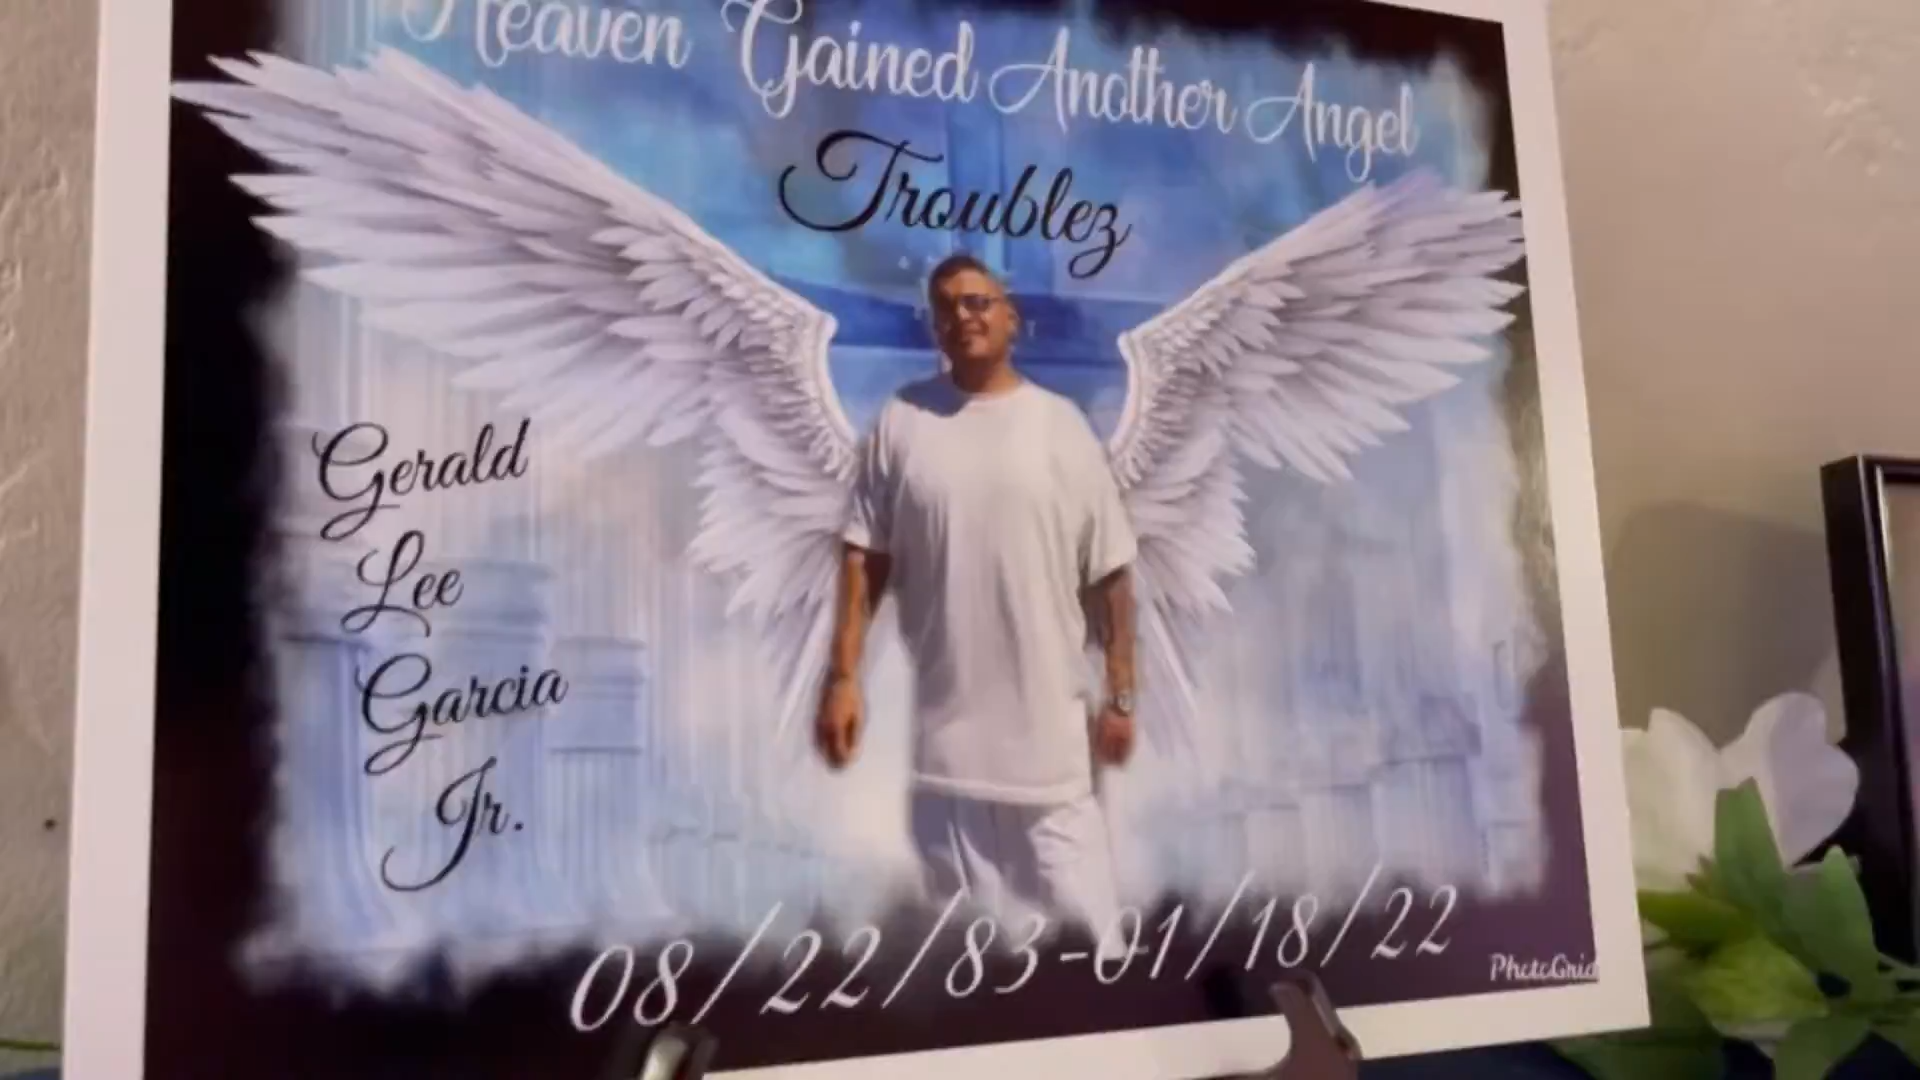 Heaven Gained Another Angel
Troublez
Gerald
Lee
Garcia
Jr.
08/22/83-01/18/22
PhotoGrid